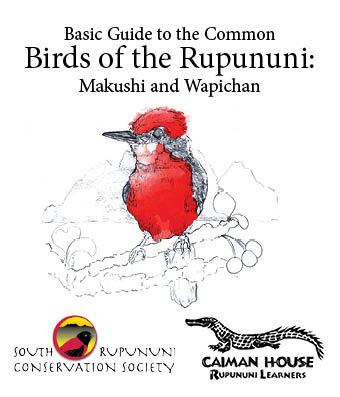 Basic Guide to the Common
Birds of the Rupununi:
Makushi and Wapichan
SOUTH RUPUNUNI
CONSERVATION SOCIETY
CAIMAN HOUSE
RUPUNUNI LEARNERS